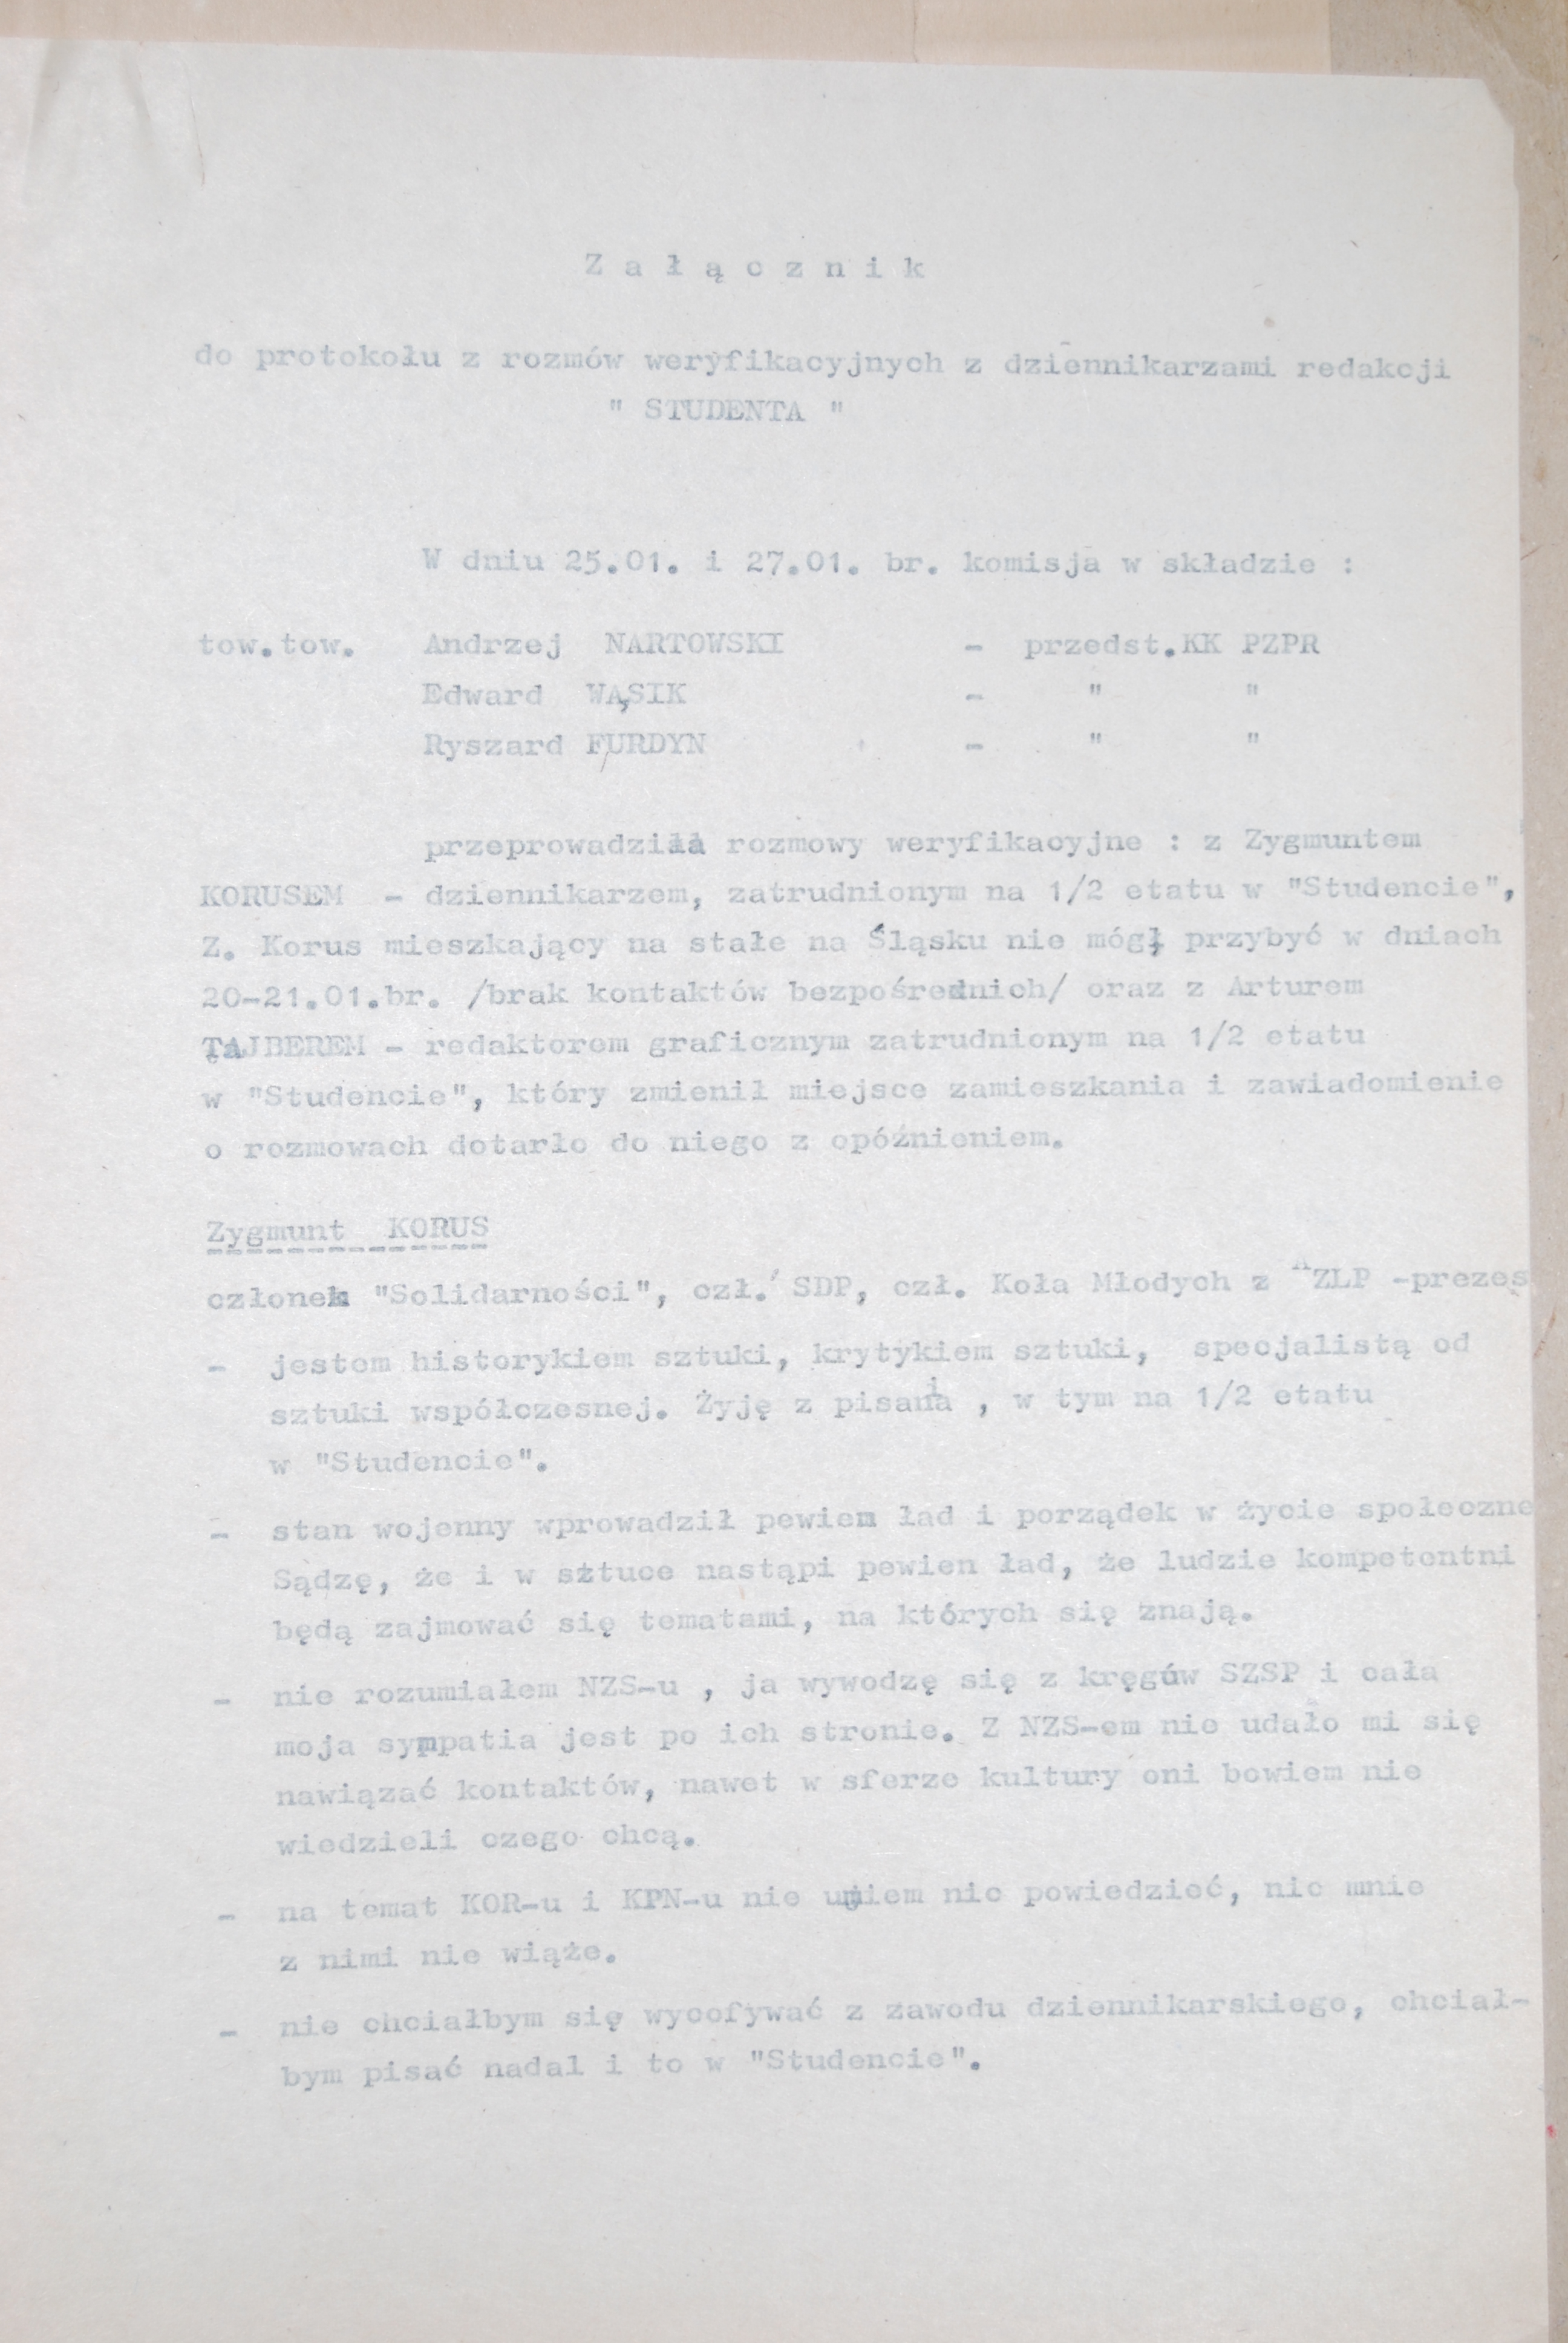 Z a ł ą c z n i k
do protokołu z rozmów weryfikacyjnych z dziennikarzami redakcji
" STUDENTA "
W dniu 25.01. i 27.01. br. komisja w składzie :
tow.tow. Andrzej NARTOWSKI - przedst.KK PZPR
Edward WĄSIK - " "
Ryszard FURDYN - " "
przeprowadziła rozmowy weryfikacyjne : z Zygmuntem
KORUSEM - dziennikarzem, zatrudnionym na 1/2 etatu w "Studencie",
Z. Korus mieszkający na stałe na Śląsku nie mógł przybyć w dniach
20-21.01.br. /brak kontaktów bezpośrednich/ oraz z Arturem
TAJBEREM - redaktorem graficznym zatrudnionym na 1/2 etatu
w "Studencie", który zmienił miejsce zamieszkania i zawiadomienie
o rozmowach dotarło do niego z opóźnieniem.
Zygmunt KORUS
członek "Solidarności", czł. SDP, czł. Koła Młodych z ZLP -prezes
- jestem historykiem sztuki, krytykiem sztuki, specjalistą od
sztuki współczesnej. Żyję z pisania , w tym na 1/2 etatu
w "Studencie".
- stan wojenny wprowadził pewien ład i porządek w życie społeczne
Sądzę, że i w sztuce nastąpi pewien ład, że ludzie kompetentni
będą zajmować się tematami, na których się znają.
- nie rozumiałem NZS-u , ja wywodzę się z kręgów SZSP i cała
moja sympatia jest po ich stronie. Z NZS-em nie udało mi się
nawiązać kontaktów, nawet w sferze kultury oni bowiem nie
wiedzieli czego chcą.
- na temat KOR-u i KPN-u nie umiem nic powiedzieć, nic mnie
z nimi nie wiąże.
- nie chciałbym się wycofywać z zawodu dziennikarskiego, chciał-
bym pisać nadal i to w "Studencie".